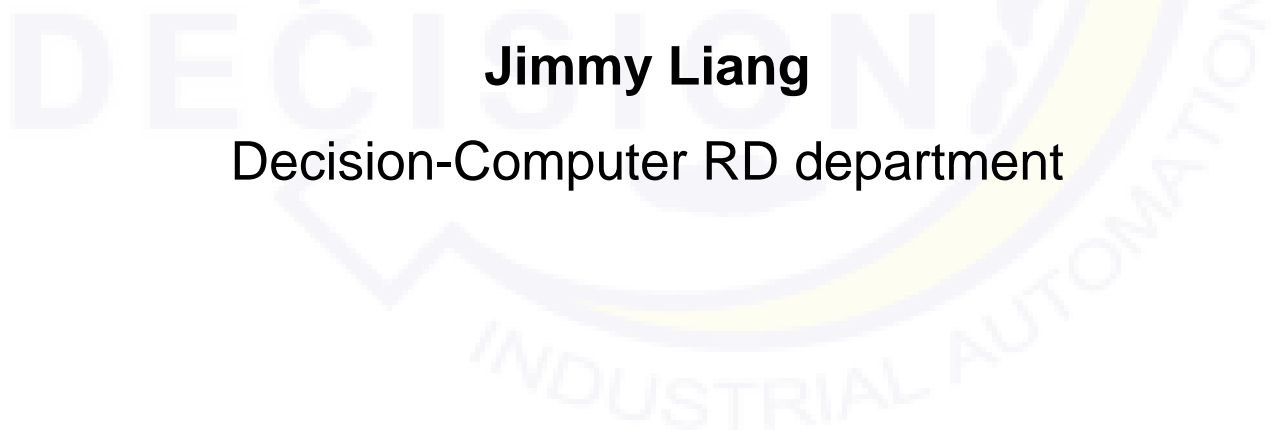 DECISION
Jimmy Liang
Decision-Computer RD department
INDUSTRIAL AUTOMATION